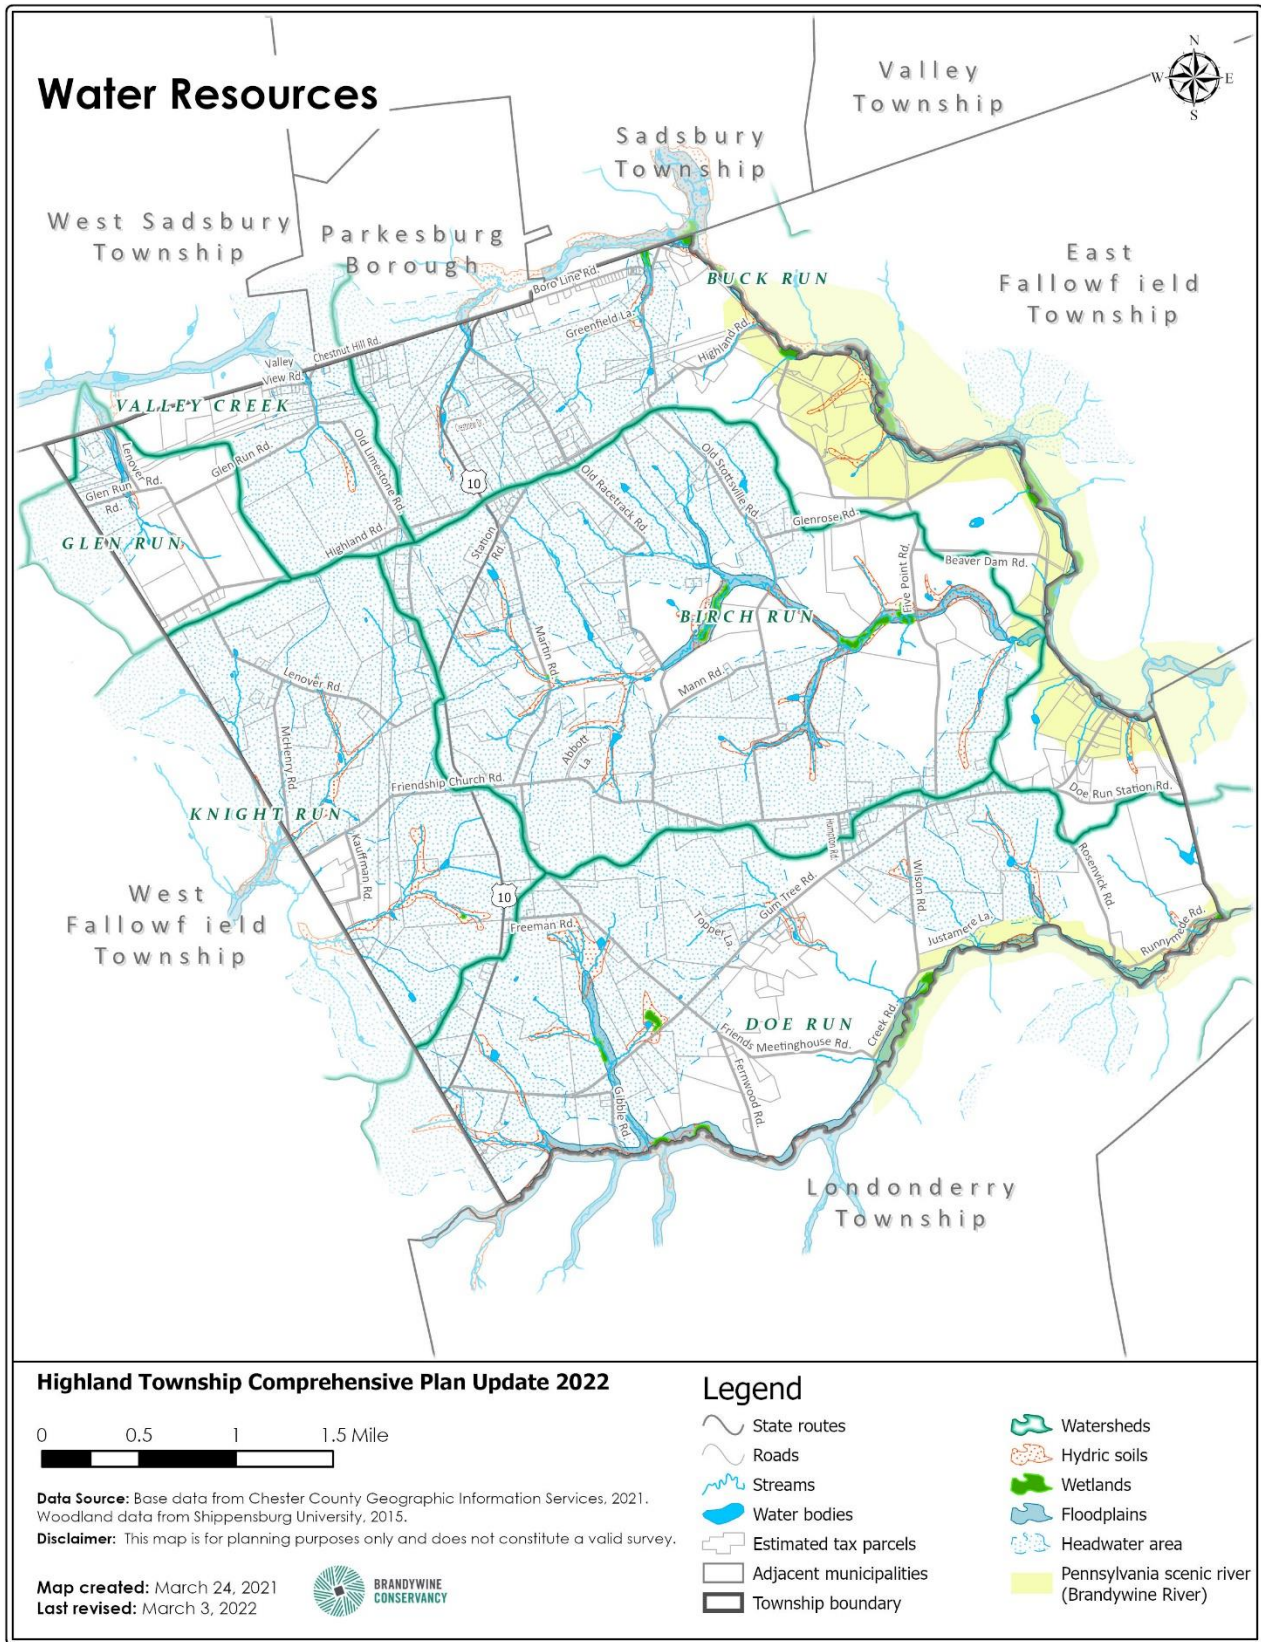 Water Resources
N
W
E
S
Valley
Township
Sadsbury
Township
West Sadsbury
Township
Parkesburg
Borough
East
Fallowf ield
Township
BUCK RUN
Boro Line Rd.
Greenfield La.
Highland Rd.
Chestnut Hill Rd.
Valley
View Rd.
VALLEY CREEK
Lenover
Rd.
Glen Run Rd.
Glen Run
Rd.
Old Limestone Rd.
10
Old Racetrack Rd.
Old Stottsville Rd.
GLEN RUN
Highland Rd.
Station
Rd.
Glenrose Rd.
Five Point Rd.
Beaver Dam Rd.
BIRCH RUN
Martin Rd.
Mann Rd.
Lenover Rd.
McHenry Rd.
Abbott
La.
Friendship Church Rd.
Doe Run Station Rd.
KNIGHT RUN
Kauffman Rd.
Humpton Rd.
Wilson Rd.
Rosenvick Rd.
West
Fallowf ield
Township
10
Freeman Rd.
Topper La.
Gum Tree Rd.
Justamere La.
Runnymede Rd.
DOE RUN
Creek Rd.
Friends Meetinghouse Rd.
Fernwood Rd.
Gibble Rd.
Londonderry
Township
Highland Township Comprehensive Plan Update 2022
0 0.5 1 1.5 Mile
Data Source: Base data from Chester County Geographic Information Services, 2021.
Woodland data from Shippensburg University, 2015.
Disclaimer: This map is for planning purposes only and does not constitute a valid survey.
Map created: March 24, 2021
Last revised: March 3, 2022
BRANDYWINE
CONSERVANCY
Legend
State routes
Roads
Streams
Water bodies
Estimated tax parcels
Adjacent municipalities
Township boundary
Watersheds
Hydric soils
Wetlands
Floodplains
Headwater area
Pennsylvania scenic river
(Brandywine River)